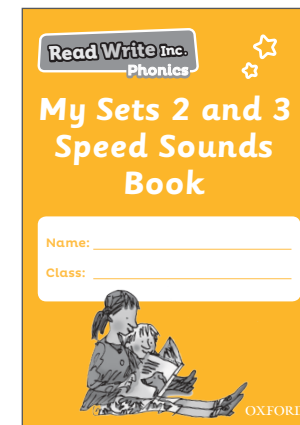 Read Write Inc.
Phonics
My Sets 2 and 3
Speed Sounds
Book
Name:
Class:
OXFORD